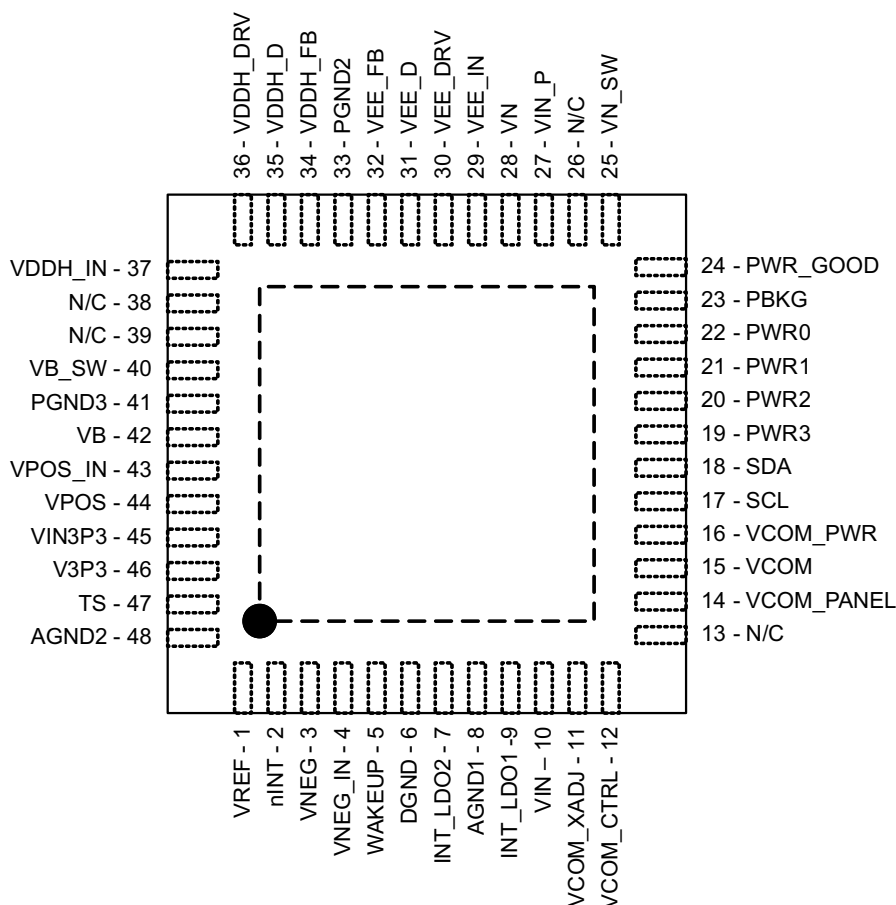 36 - VDDH_DRV
35 - VDDH_D
34 - VDDH_FB
33 - PGND2
32 - VEE_FB
31 - VEE_D
30 - VEE_DRV
29 - VEE_IN
28 - VN
27 - VIN_P
26 - N/C
25 - VN_SW
VDDH_IN - 37
N/C - 38
N/C - 39
VB_SW - 40
PGND3 - 41
VB - 42
VPOS_IN - 43
VPOS - 44
VIN3P3 - 45
V3P3 - 46
TS - 47
AGND2 - 48
24 - PWR_GOOD
23 - PBKG
22 - PWR0
21 - PWR1
20 - PWR2
19 - PWR3
18 - SDA
17 - SCL
16 - VCOM_PWR
15 - VCOM
14 - VCOM_PANEL
13 - N/C
VREF - 1
nINT - 2
VNEG - 3
VNEG_IN - 4
WAKEUP - 5
DGND - 6
INT_LDO2 - 7
AGND1 - 8
INT_LDO1 -9
VIN – 10
VCOM_XADJ - 11
VCOM_CTRL - 12